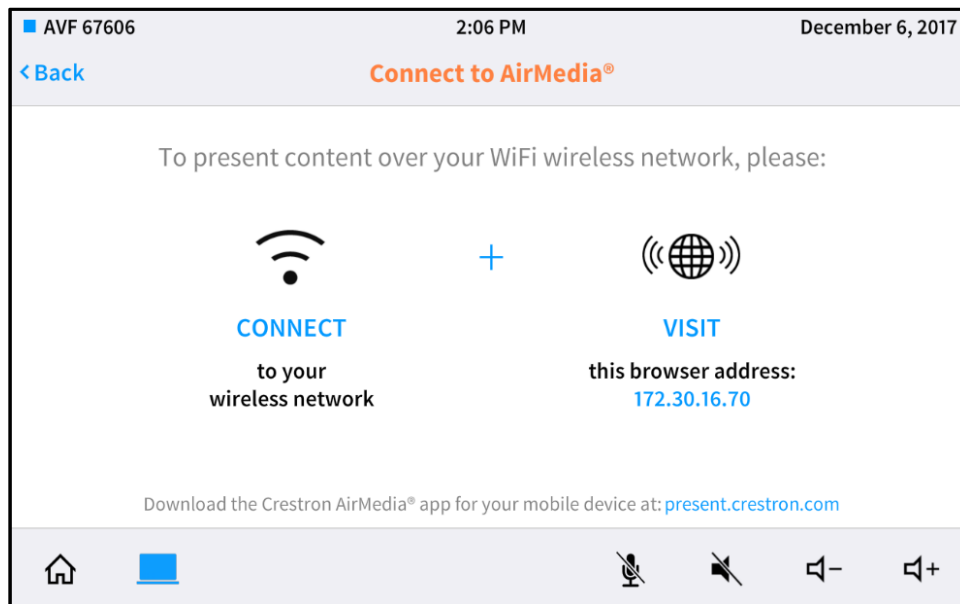 AVF 67606 2:06 PM December 6, 2017
<Back Connect to AirMedia®
To present content over your WiFi wireless network, please:
+
CONNECT VISIT
to your this browser address:
wireless network 172.30.16.70
Download the Crestron AirMedia® app for your mobile device at: present.crestron.com